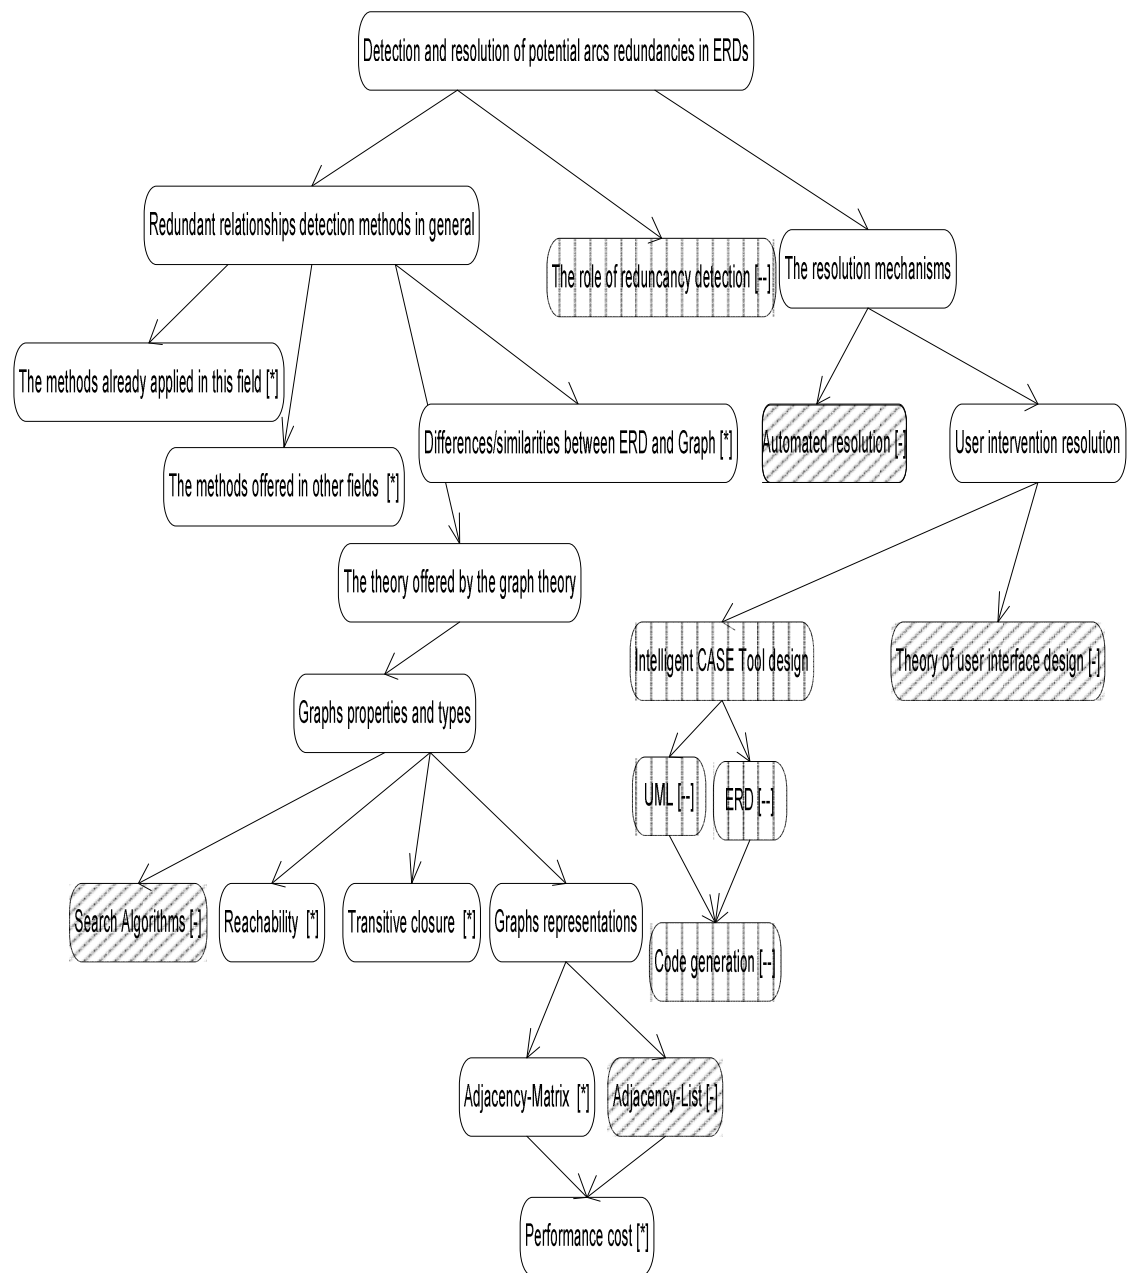 Detection and resolution of potential arcs redundancies in ERDs
Redundant relationships detection methods in general
The role of reduncancy detection [--]
The resolution mechanisms
The methods already applied in this field [*]
Differences/similarities between ERD and Graph [*]
Automated resolution [-]
User intervention resolution
The methods offered in other fields [*]
The theory offered by the graph theory
Intelligent CASE Tool design
Theory of user interface design [-]
Graphs properties and types
UML [--]
ERD [--]
Search Algorithms [-]
Reachability [*]
Transitive closure [*]
Graphs representations
Code generation [--]
Adjacency-Matrix [*]
Adjacency-List [-]
Performance cost [*]